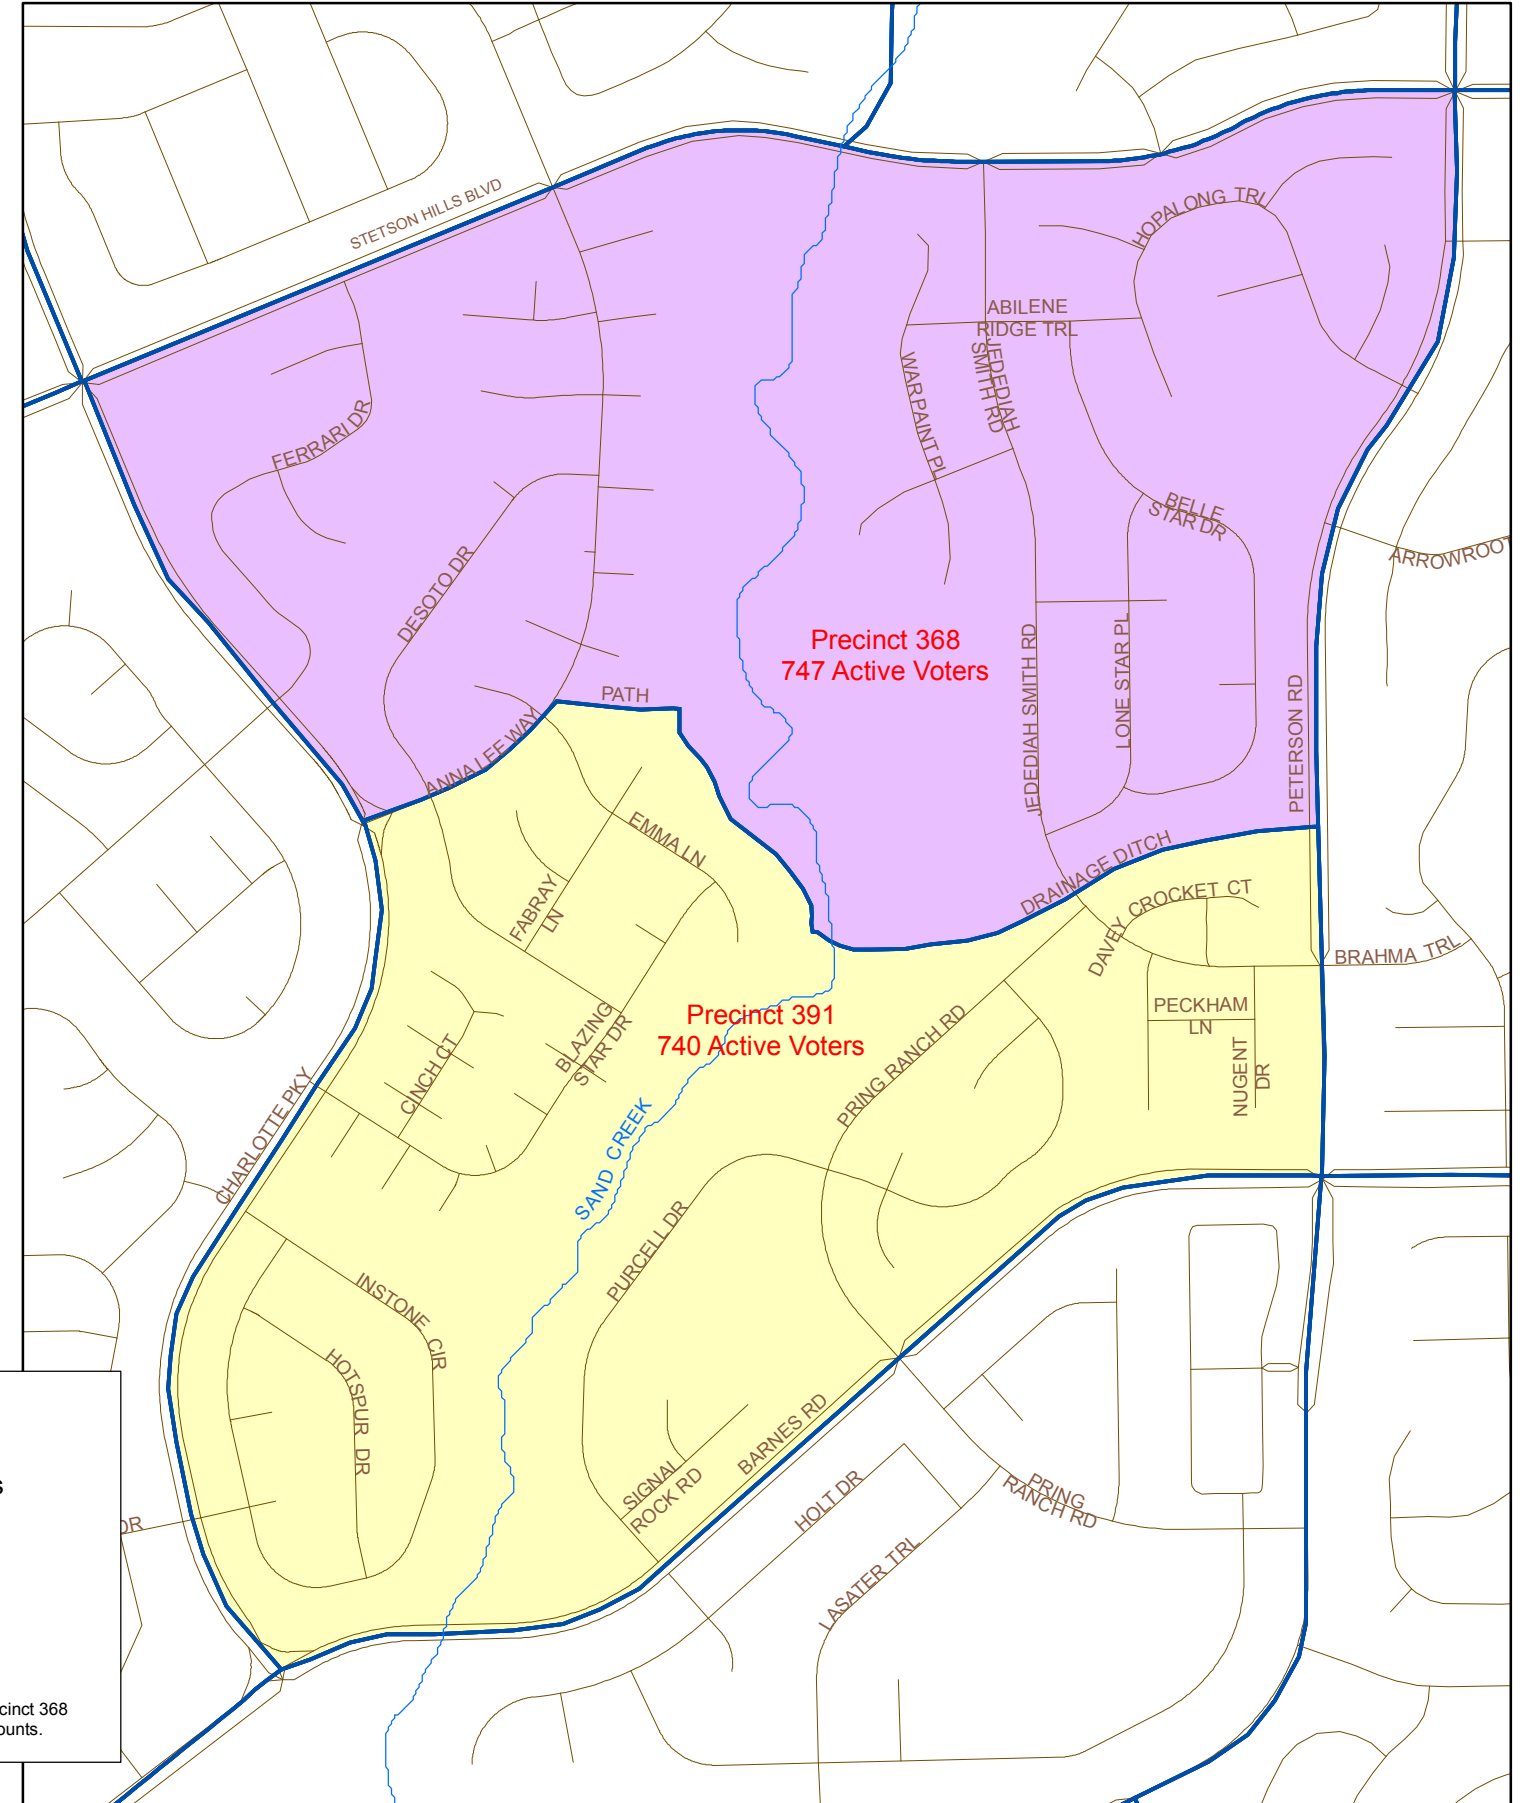 STETSON HILLS BLVD
HOPALONG TRL
ABILENE
RIDGE TRL
JEDEDIAH
SMITH RD
WARPAINT PL
FERRARI DR
BELLE
STAR DR
ARROWROOT
DESOTO DR
Precinct 368
747 Active Voters
JEDEDIAH SMITH RD
LONE STAR PL
PETERSON RD
PATH
ANNA LEE WAY
EMMA LN
DRAINAGE DITCH
FABRAY
LN
DAVEY CROCKET CT
BRAHMA TRL
PECKHAM
LN
Precinct 391
740 Active Voters
BLAZING
STAR DR
CINCH CT
PRING RANCH RD
NUGENT
DR
CHARLOTTE PKY
SAND CREEK
PURCELL DR
INSTONE CIR
HOTSPUR DR
BARNES RD
SIGNAL
ROCK RD
HOLT DR
PRING
RANCH RD
LASATER TRL
s
DR
cinct 368
ounts.